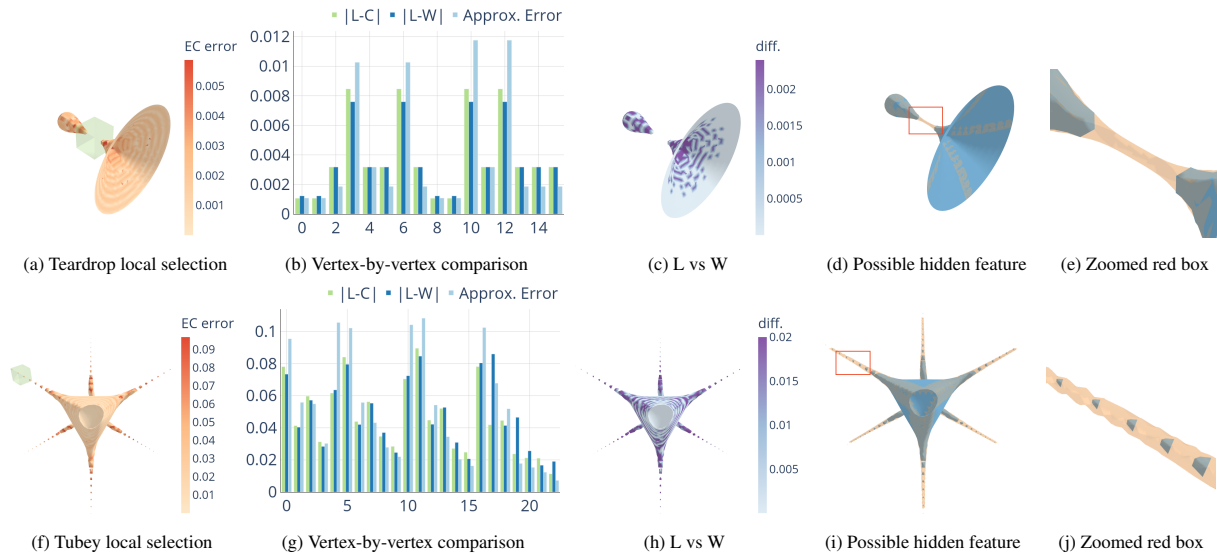 |L-C| |L-W| Approx. Error
EC error
0.005
0.004
0.003
0.002
0.001
0.012
0.01
0.008
0.006
0.004
0.002
0
0 2 4 6 8 10 12 14
diff.
0.002
0.0015
0.001
0.0005
(a) Teardrop local selection
(b) Vertex-by-vertex comparison
(c) L vs W
(d) Possible hidden feature
(e) Zoomed red box
|L-C| |L-W| Approx. Error
EC error
0.09
0.08
0.07
0.06
0.05
0.04
0.03
0.02
0.01
0.1
0.08
0.06
0.04
0.02
0
0 5 10 15 20
diff.
0.02
0.015
0.01
0.005
(f) Tubey local selection
(g) Vertex-by-vertex comparison
(h) L vs W
(i) Possible hidden feature
(j) Zoomed red box